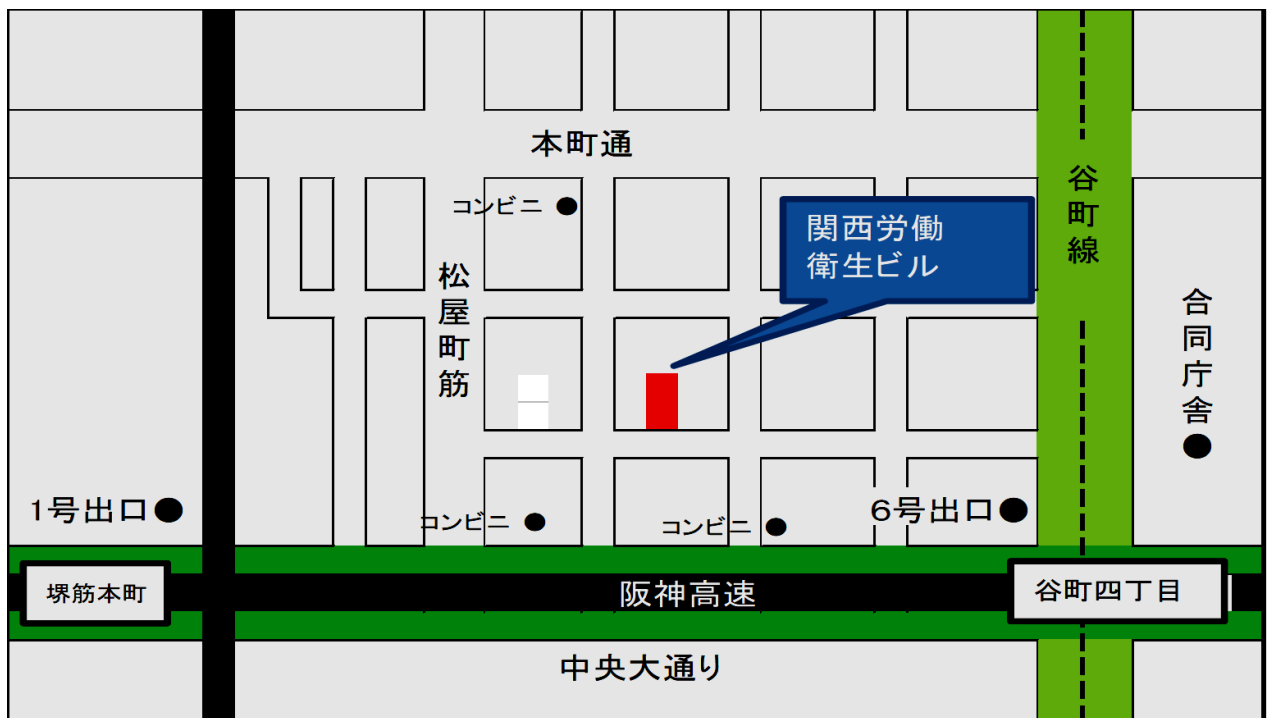 本町通
谷町線
コンビニ
関西労働
衛生ビル
松屋町筋
合同庁舎
1号出口
コンビニ
コンビニ
6号出口
堺筋本町
阪神高速
谷町四丁目
中央大通り